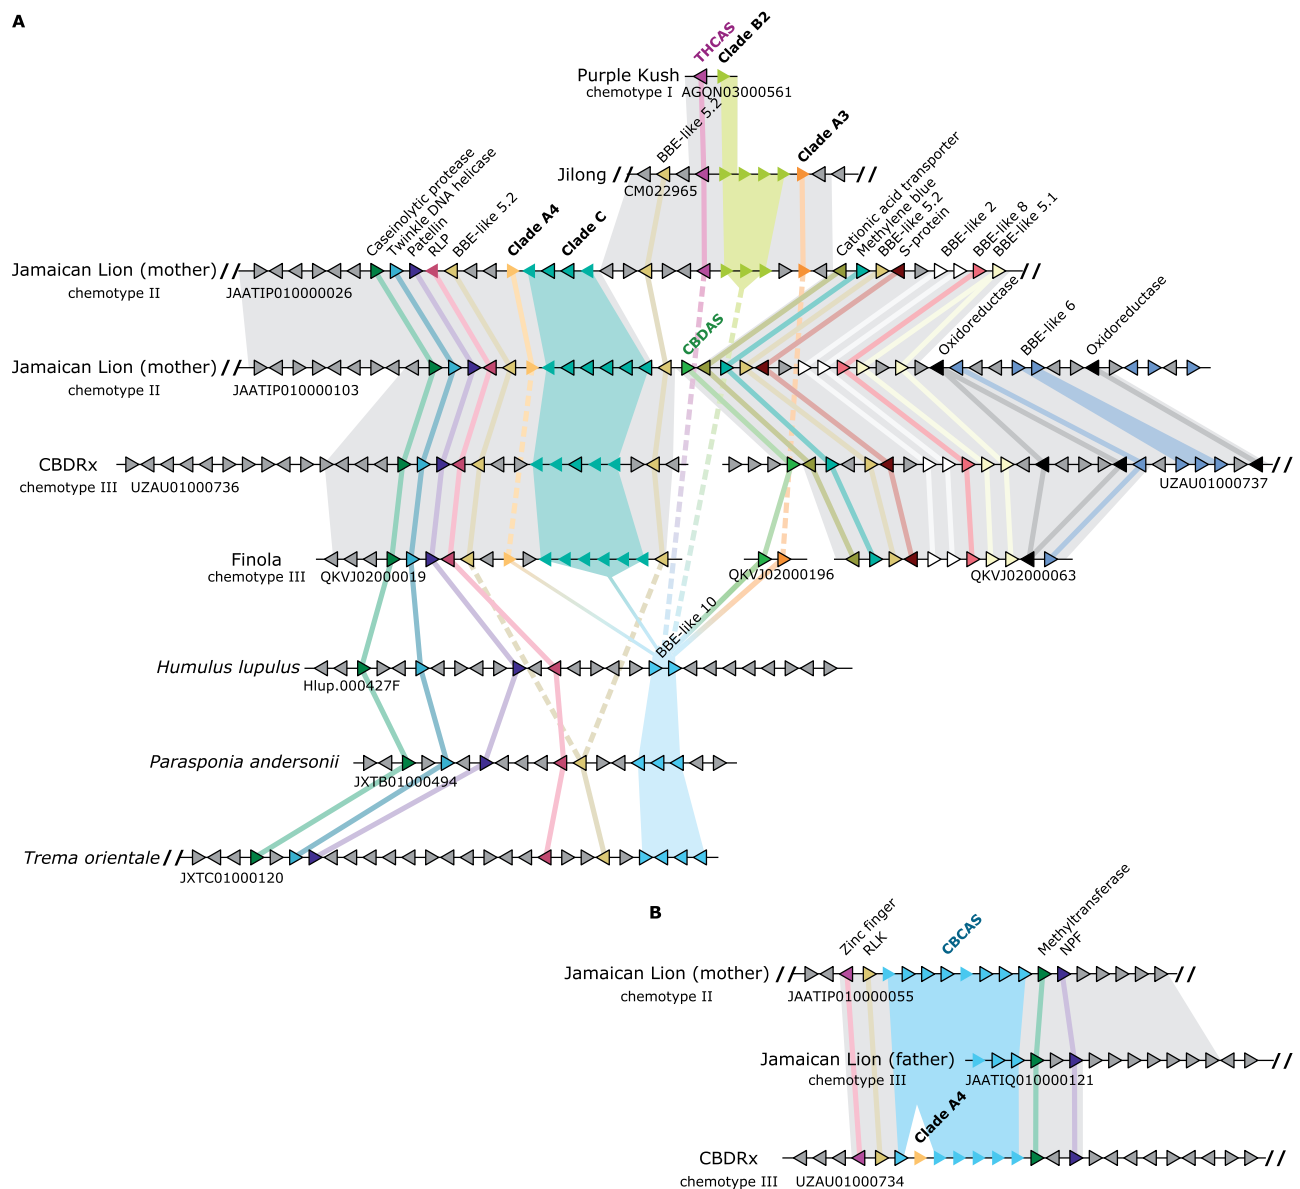 A
THCAS
Clade B2
Purple Kush
chemotype I AGQN03000561
BBE-like 5.2
Clade A3
Jilong //
//
CM022965
Caseinolytic protease
Twinkle DNA helicase
Patellin
RLP
BBE-like 5.2
Clade A4
Clade C
Cationic acid transporter
Methylene blue
BBE-like 5.2
S-protein
BBE-like 2
BBE-like 8
BBE-like 5.1
Jamaican Lion (mother) //
//
chemotype II
JAATIP010000026
CBDAS
Oxidoreductase
BBE-like 6
Oxidoreductase
Jamaican Lion (mother) //
chemotype II
JAATIP010000103
CBDRx
//
chemotype III UZAU01000736
UZAU01000737
Finola
chemotype III
QKVJ02000019
QKVJ02000196
QKVJ02000063
BBE-like 10
Humulus lupulus
Hlup.000427F
Parasponia andersonii
JXTB01000494
Trema orientale //
JXTC01000120
B
Zinc finger
RLK
CBCAS
Methyltransferase
NPF
Jamaican Lion (mother) //
//
chemotype II
JAATIP010000055
Jamaican Lion (father)
//
chemotype III
JAATIQ010000121
Clade A4
CBDRx
//
chemotype III
UZAU01000734